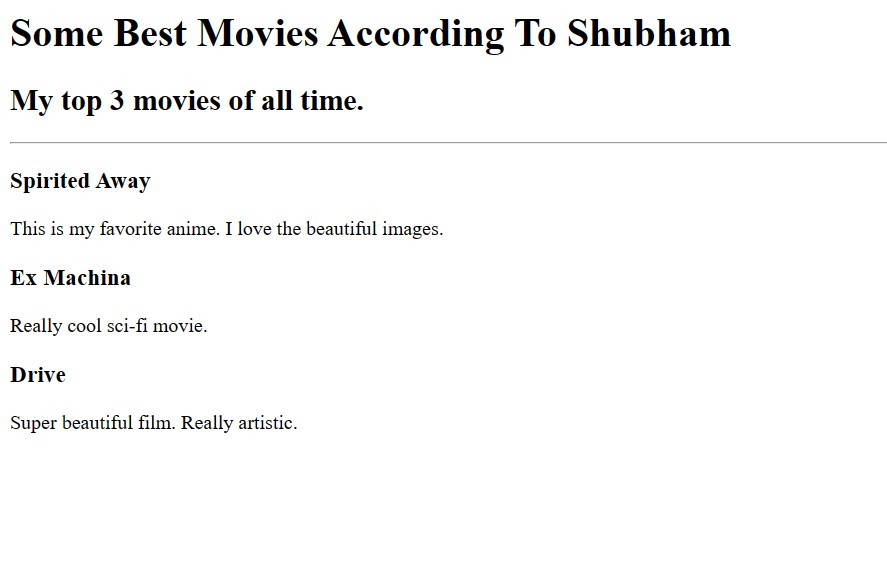 Some Best Movies According To Shubham
My top 3 movies of all time.
Spirited Away
This is my favorite anime. I love the beautiful images.
Ex Machina
Really cool sci-fi movie.
Drive
Super beautiful film. Really artistic.